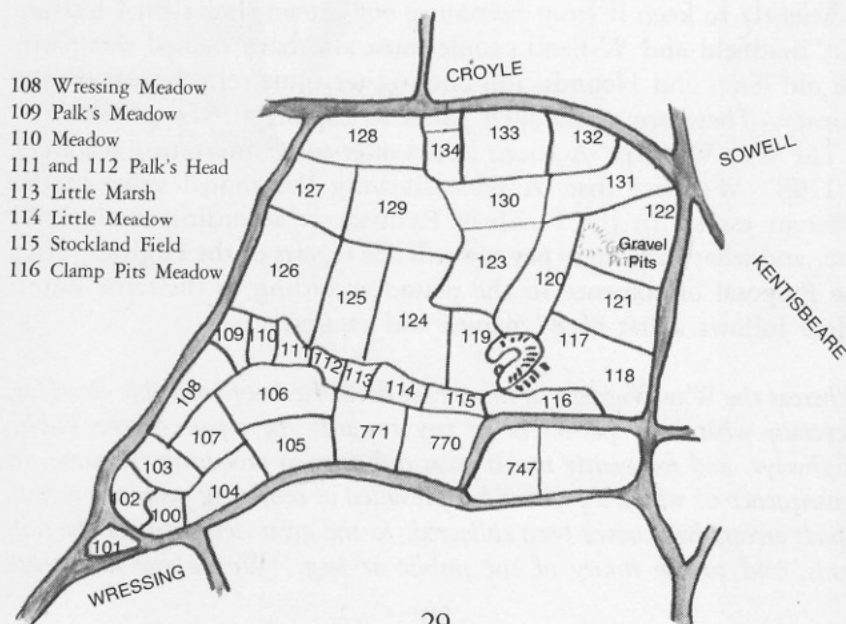 CROYLE
108 Wressing Meadow
109 Palk's Meadow
110 Meadow
111 and 112 Palk's Head
113 Little Marsh
114 Little Meadow
115 Stockland Field
116 Clamp Pits Meadow
128
134
133
132
SOWELL
127
129
130
131
122
Gravel
Pits
KENTISBEARE
126
125
124
123
120
121
109
110
111
112
113
114
119
117
118
108
106
115
116
107
105
771
770
747
103
102
104
100
101
WRESSING
29